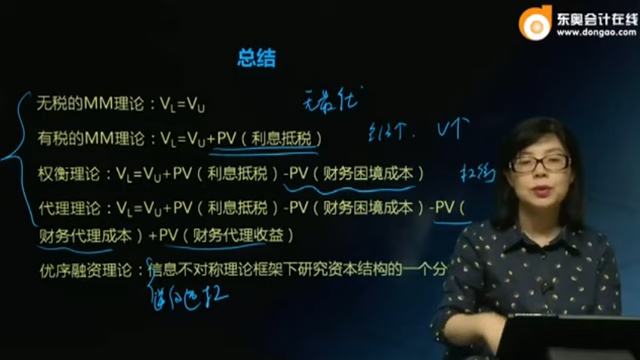 东奥会计在线
www.dongao.com
总结
无税的MM理论：VL=VU
有税的MM理论：VL=VU+PV（利息抵税）
权衡理论：VL=VU+PV（利息抵税）-PV（财务困境成本）
代理理论：VL=VU+PV（利息抵税）-PV（财务困境成本）-PV（
财务代理成本）+PV（财务代理收益）
优序融资理论：信息不对称理论框架下研究资本结构的一个分